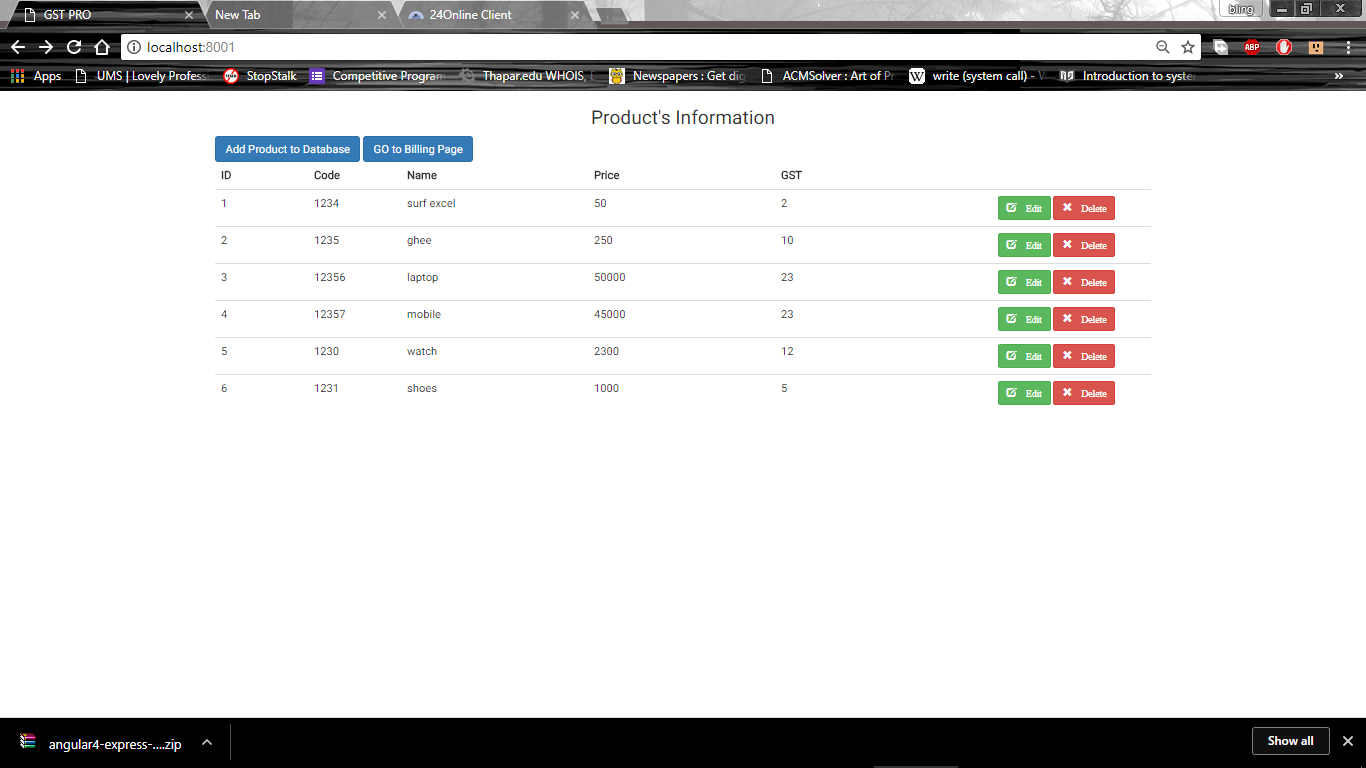 GST PRO New Tab 24Online Client bling
localhost:8001 ABP
Apps UMS | Lovely Profess StopStalk Competitive Program Thapar.edu WHOIS, Newspapers : Get dig ACMSolver : Art of Pr W write (system call) - W Introduction to syste »
Product's Information
Add Product to Database GO to Billing Page
ID Code Name Price GST
1 1234 surf excel 50 2 Edit Delete
2 1235 ghee 250 10 Edit Delete
3 12356 laptop 50000 23 Edit Delete
4 12357 mobile 45000 23 Edit Delete
5 1230 watch 2300 12 Edit Delete
6 1231 shoes 1000 5 Edit Delete
angular4-express-....zip Show all